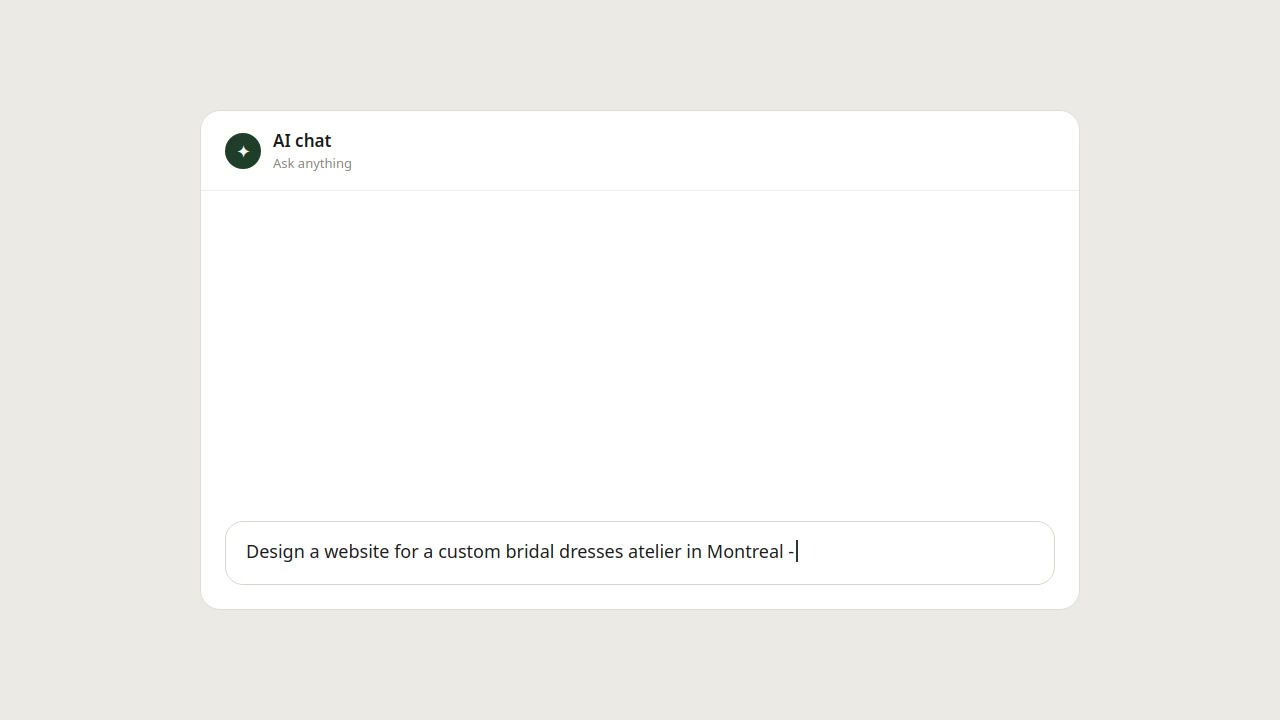 AI chat
Ask anything
Design a website for a custom bridal dresses atelier in Montreal -